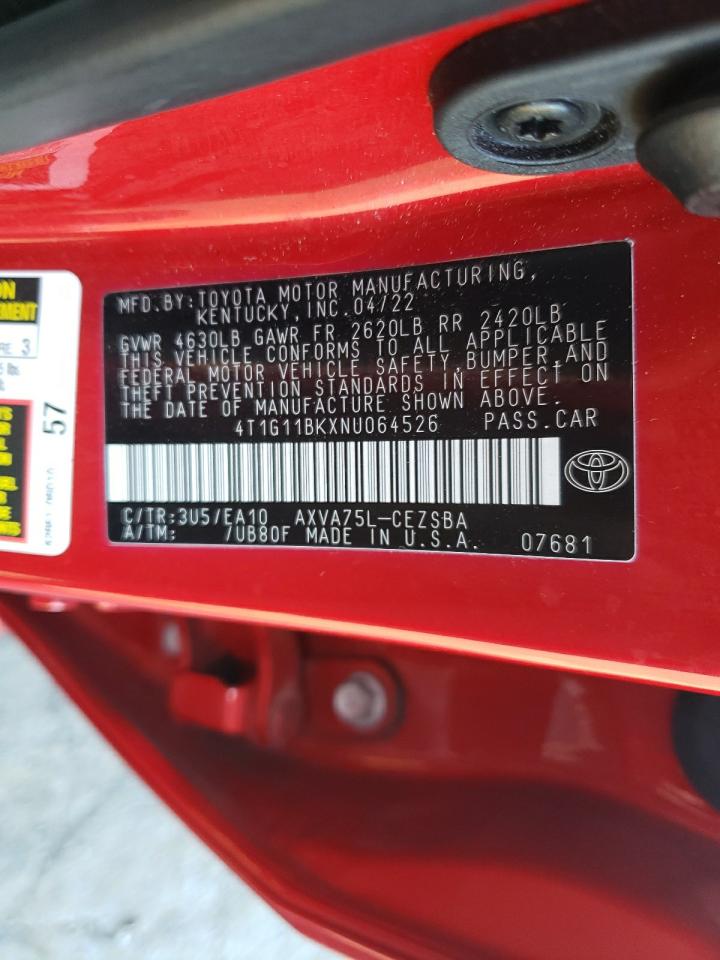 MFD.BY:TOYOTA MOTOR MANUFACTURING,
KENTUCKY, INC.04/22
GVWR 4630LB GAWR FR 2620LB RR 2420LB
THIS VEHICLE CONFORMS TO ALL APPLICABLE
FEDERAL MOTOR VEHICLE SAFETY,BUMPER,AND
THEFT PREVENTION STANDARDS IN EFFECT ON
THE DATE OF MANUFACTURE SHOWN ABOVE.
4T1G11BKXNU064526 PASS.CAR
C/TR:3U5/EA10 AXVA75L-CEZSBA
A/TM: /UB80F MADE IN U.S.A. 07681
3
lbs
57